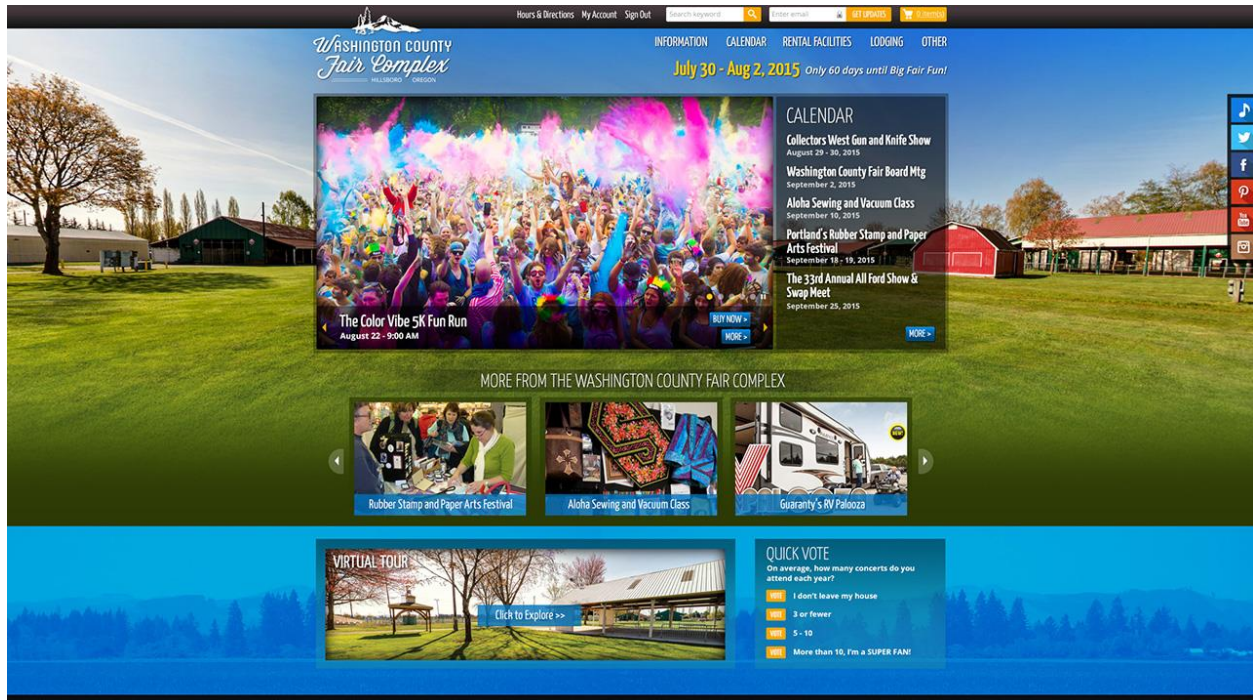 Hours & Directions My Account Sign Out Search keyword Enter email GET UPDATES 0 item(s)
Washington County
Fair Complex
HILLSBORO OREGON
INFORMATION CALENDAR RENTAL FACILITIES LODGING OTHER
July 30 - Aug 2, 2015 Only 60 days until Big Fair Fun!
The Color Vibe 5K Fun Run
August 22 - 9:00 AM
BUY NOW >
MORE >
CALENDAR
Collectors West Gun and Knife Show
August 29 - 30, 2015
Washington County Fair Board Mtg
September 2, 2015
Aloha Sewing and Vacuum Class
September 10, 2015
Portland's Rubber Stamp and Paper
Arts Festival
September 18 - 19, 2015
The 33rd Annual All Ford Show &
Swap Meet
September 25, 2015
MORE >
You
Tube
MORE FROM THE WASHINGTON COUNTY FAIR COMPLEX
Rubber Stamp and Paper Arts Festival
Aloha Sewing and Vacuum Class
NEW!
Guaranty's RV Palooza
VIRTUAL TOUR
Click to Explore >>
QUICK VOTE
On average, how many concerts do you
attend each year?
VOTE I don't leave my house
VOTE 3 or fewer
VOTE 5 - 10
VOTE More than 10, I'm a SUPER FAN!